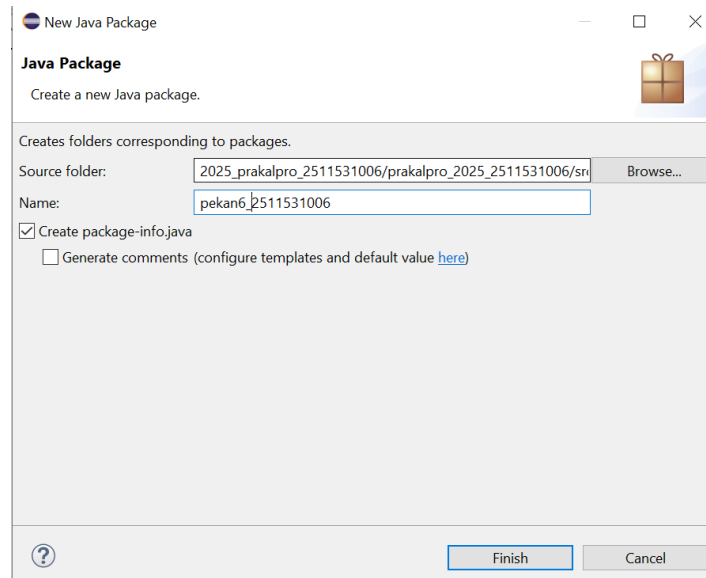 New Java Package
Java Package
Create a new Java package.
Creates folders corresponding to packages.
Source folder: 2025_prakalpro_2511531006/prakalpro_2025_2511531006/src Browse...
Name: pekan6_2511531006
Create package-info.java
Generate comments (configure templates and default value here)
? Finish Cancel